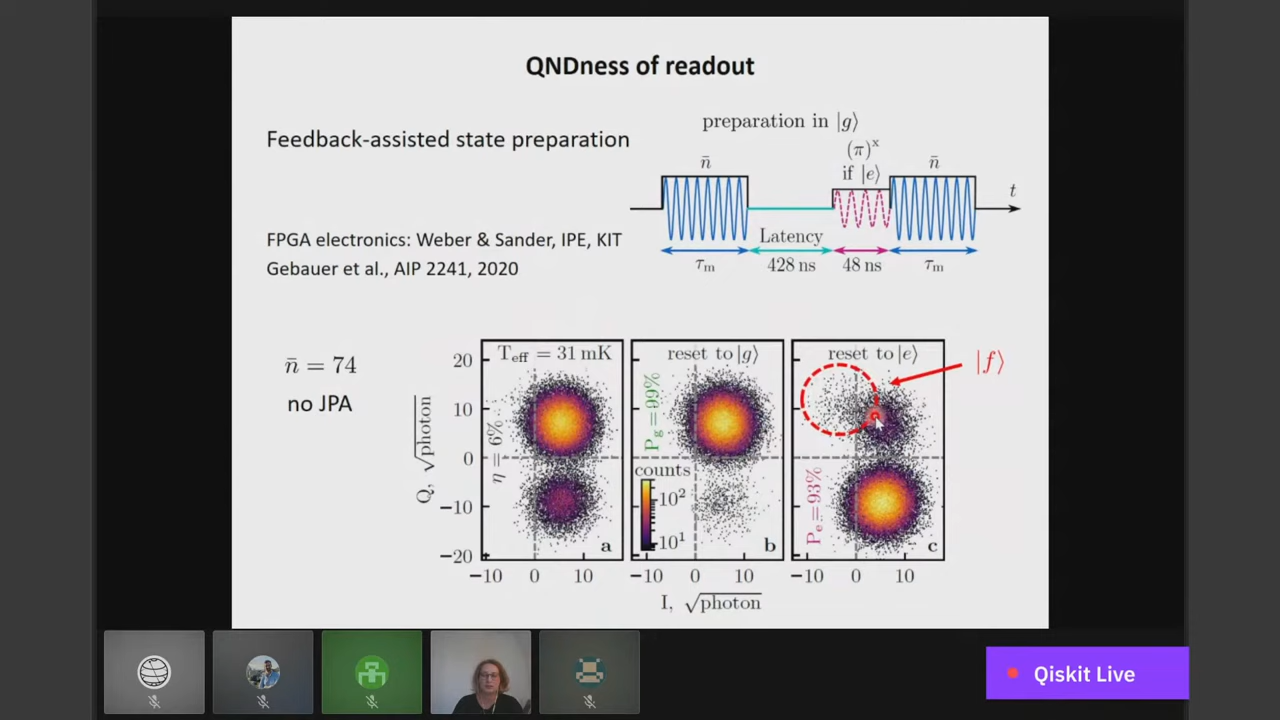 QNDness of readout
Feedback-assisted state preparation
FPGA electronics: Weber & Sander, IPE, KIT
Gebauer et al., AIP 2241, 2020
preparation in |g⟩
n̄
(π)ˣ
if |e⟩
n̄
t
Latency
τₘ
428 ns
48 ns
τₘ
n̄ = 74
no JPA
T_eff = 31 mK
reset to |g⟩
reset to |e⟩
|f⟩
Q, √photon
20
10
0
−10
−20
η = 6%
P_g=99%
counts
10²
10¹
P_e=93%
a
b
c
−10 0 10
−10 0 10
−10 0 10
I, √photon
Qiskit Live